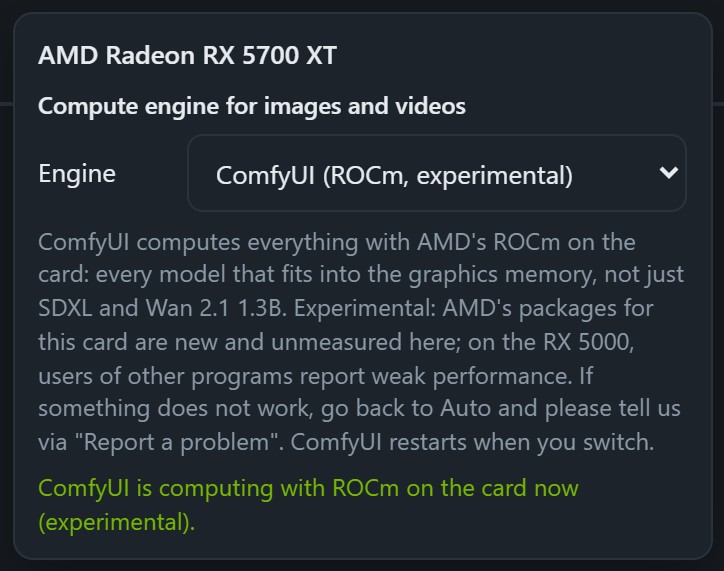 AMD Radeon RX 5700 XT
Compute engine for images and videos
Engine
ComfyUI (ROCm, experimental)
ComfyUI computes everything with AMD's ROCm on the
card: every model that fits into the graphics memory, not just
SDXL and Wan 2.1 1.3B. Experimental: AMD's packages for
this card are new and unmeasured here; on the RX 5000,
users of other programs report weak performance. If
something does not work, go back to Auto and please tell us
via "Report a problem". ComfyUI restarts when you switch.
ComfyUI is computing with ROCm on the card now
(experimental).